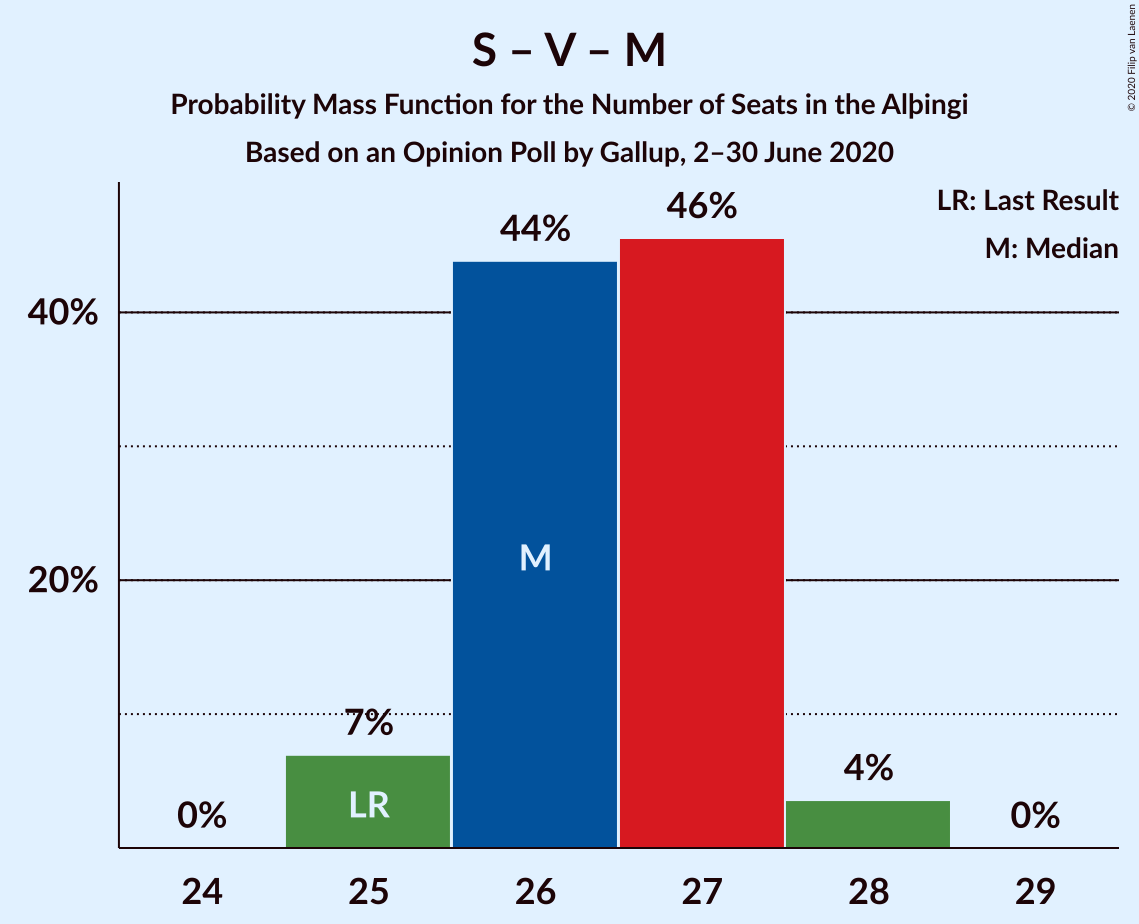 S – V – M
Probability Mass Function for the Number of Seats in the Alþingi
Based on an Opinion Poll by Gallup, 2–30 June 2020
© 2020 Filip van Laenen
LR: Last Result
M: Median
46%
44%
40%
M
20%
7%
4%
LR
0%
0%
24
25
26
27
28
29